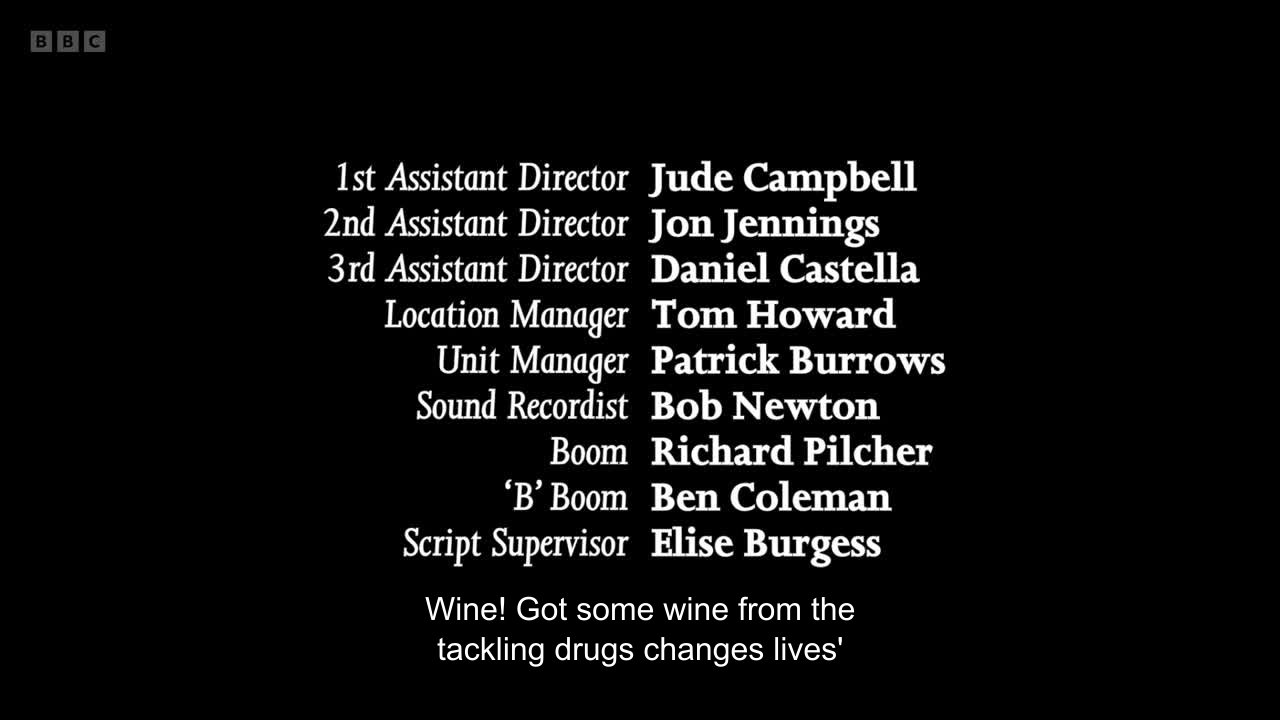 BBC
1st Assistant Director Jude Campbell
2nd Assistant Director Jon Jennings
3rd Assistant Director Daniel Castella
Location Manager Tom Howard
Unit Manager Patrick Burrows
Sound Recordist Bob Newton
Boom Richard Pilcher
‘B’ Boom Ben Coleman
Script Supervisor Elise Burgess
Wine! Got some wine from the
tackling drugs changes lives'